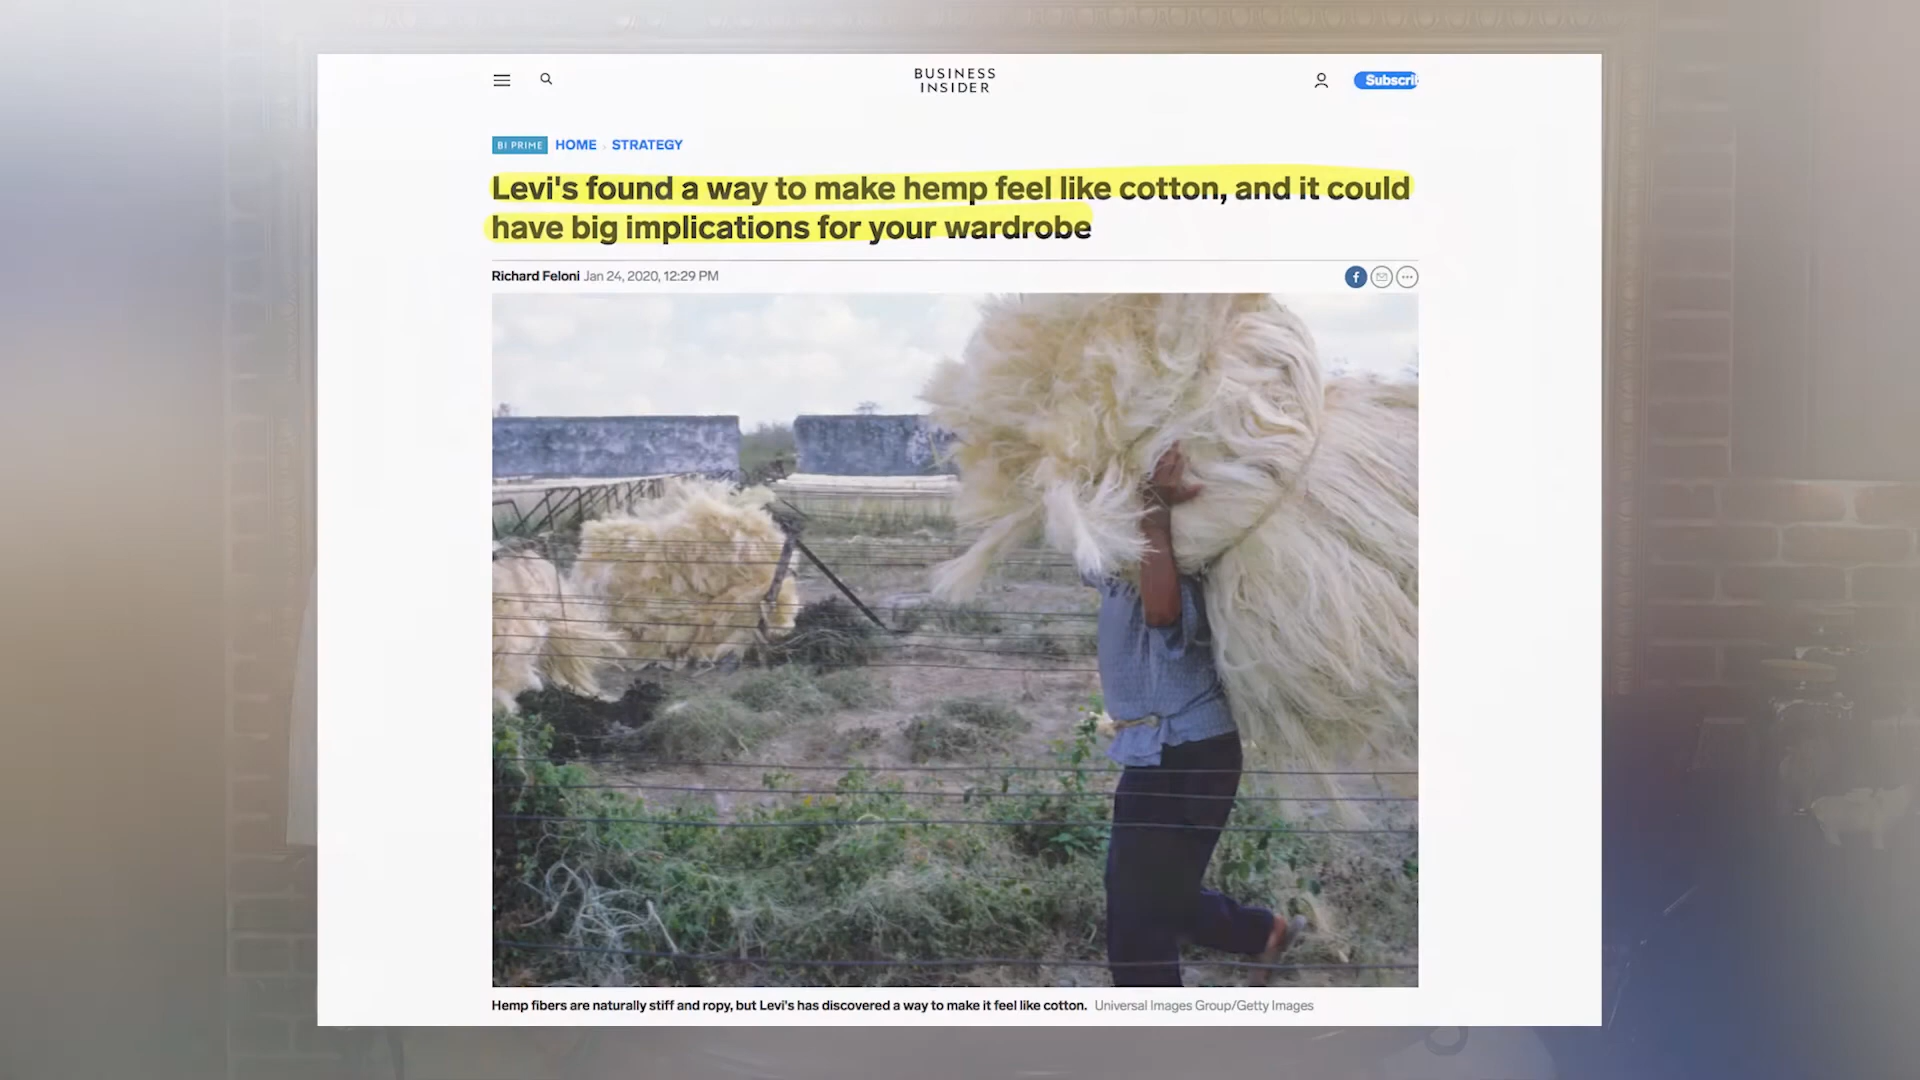 BUSINESS
INSIDER
Subscri
BI PRIME HOME STRATEGY
Levi's found a way to make hemp feel like cotton, and it could
have big implications for your wardrobe
Richard Feloni Jan 24, 2020, 12:29 PM
Hemp fibers are naturally stiff and ropy, but Levi's has discovered a way to make it feel like cotton. Universal Images Group/Getty Images